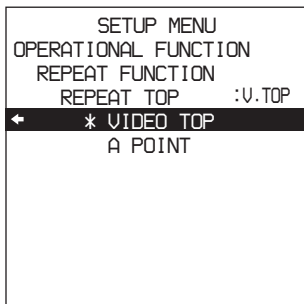 SETUP MENU
OPERATIONAL FUNCTION
REPEAT FUNCTION
REPEAT TOP :V.TOP
← * VIDEO TOP
A POINT